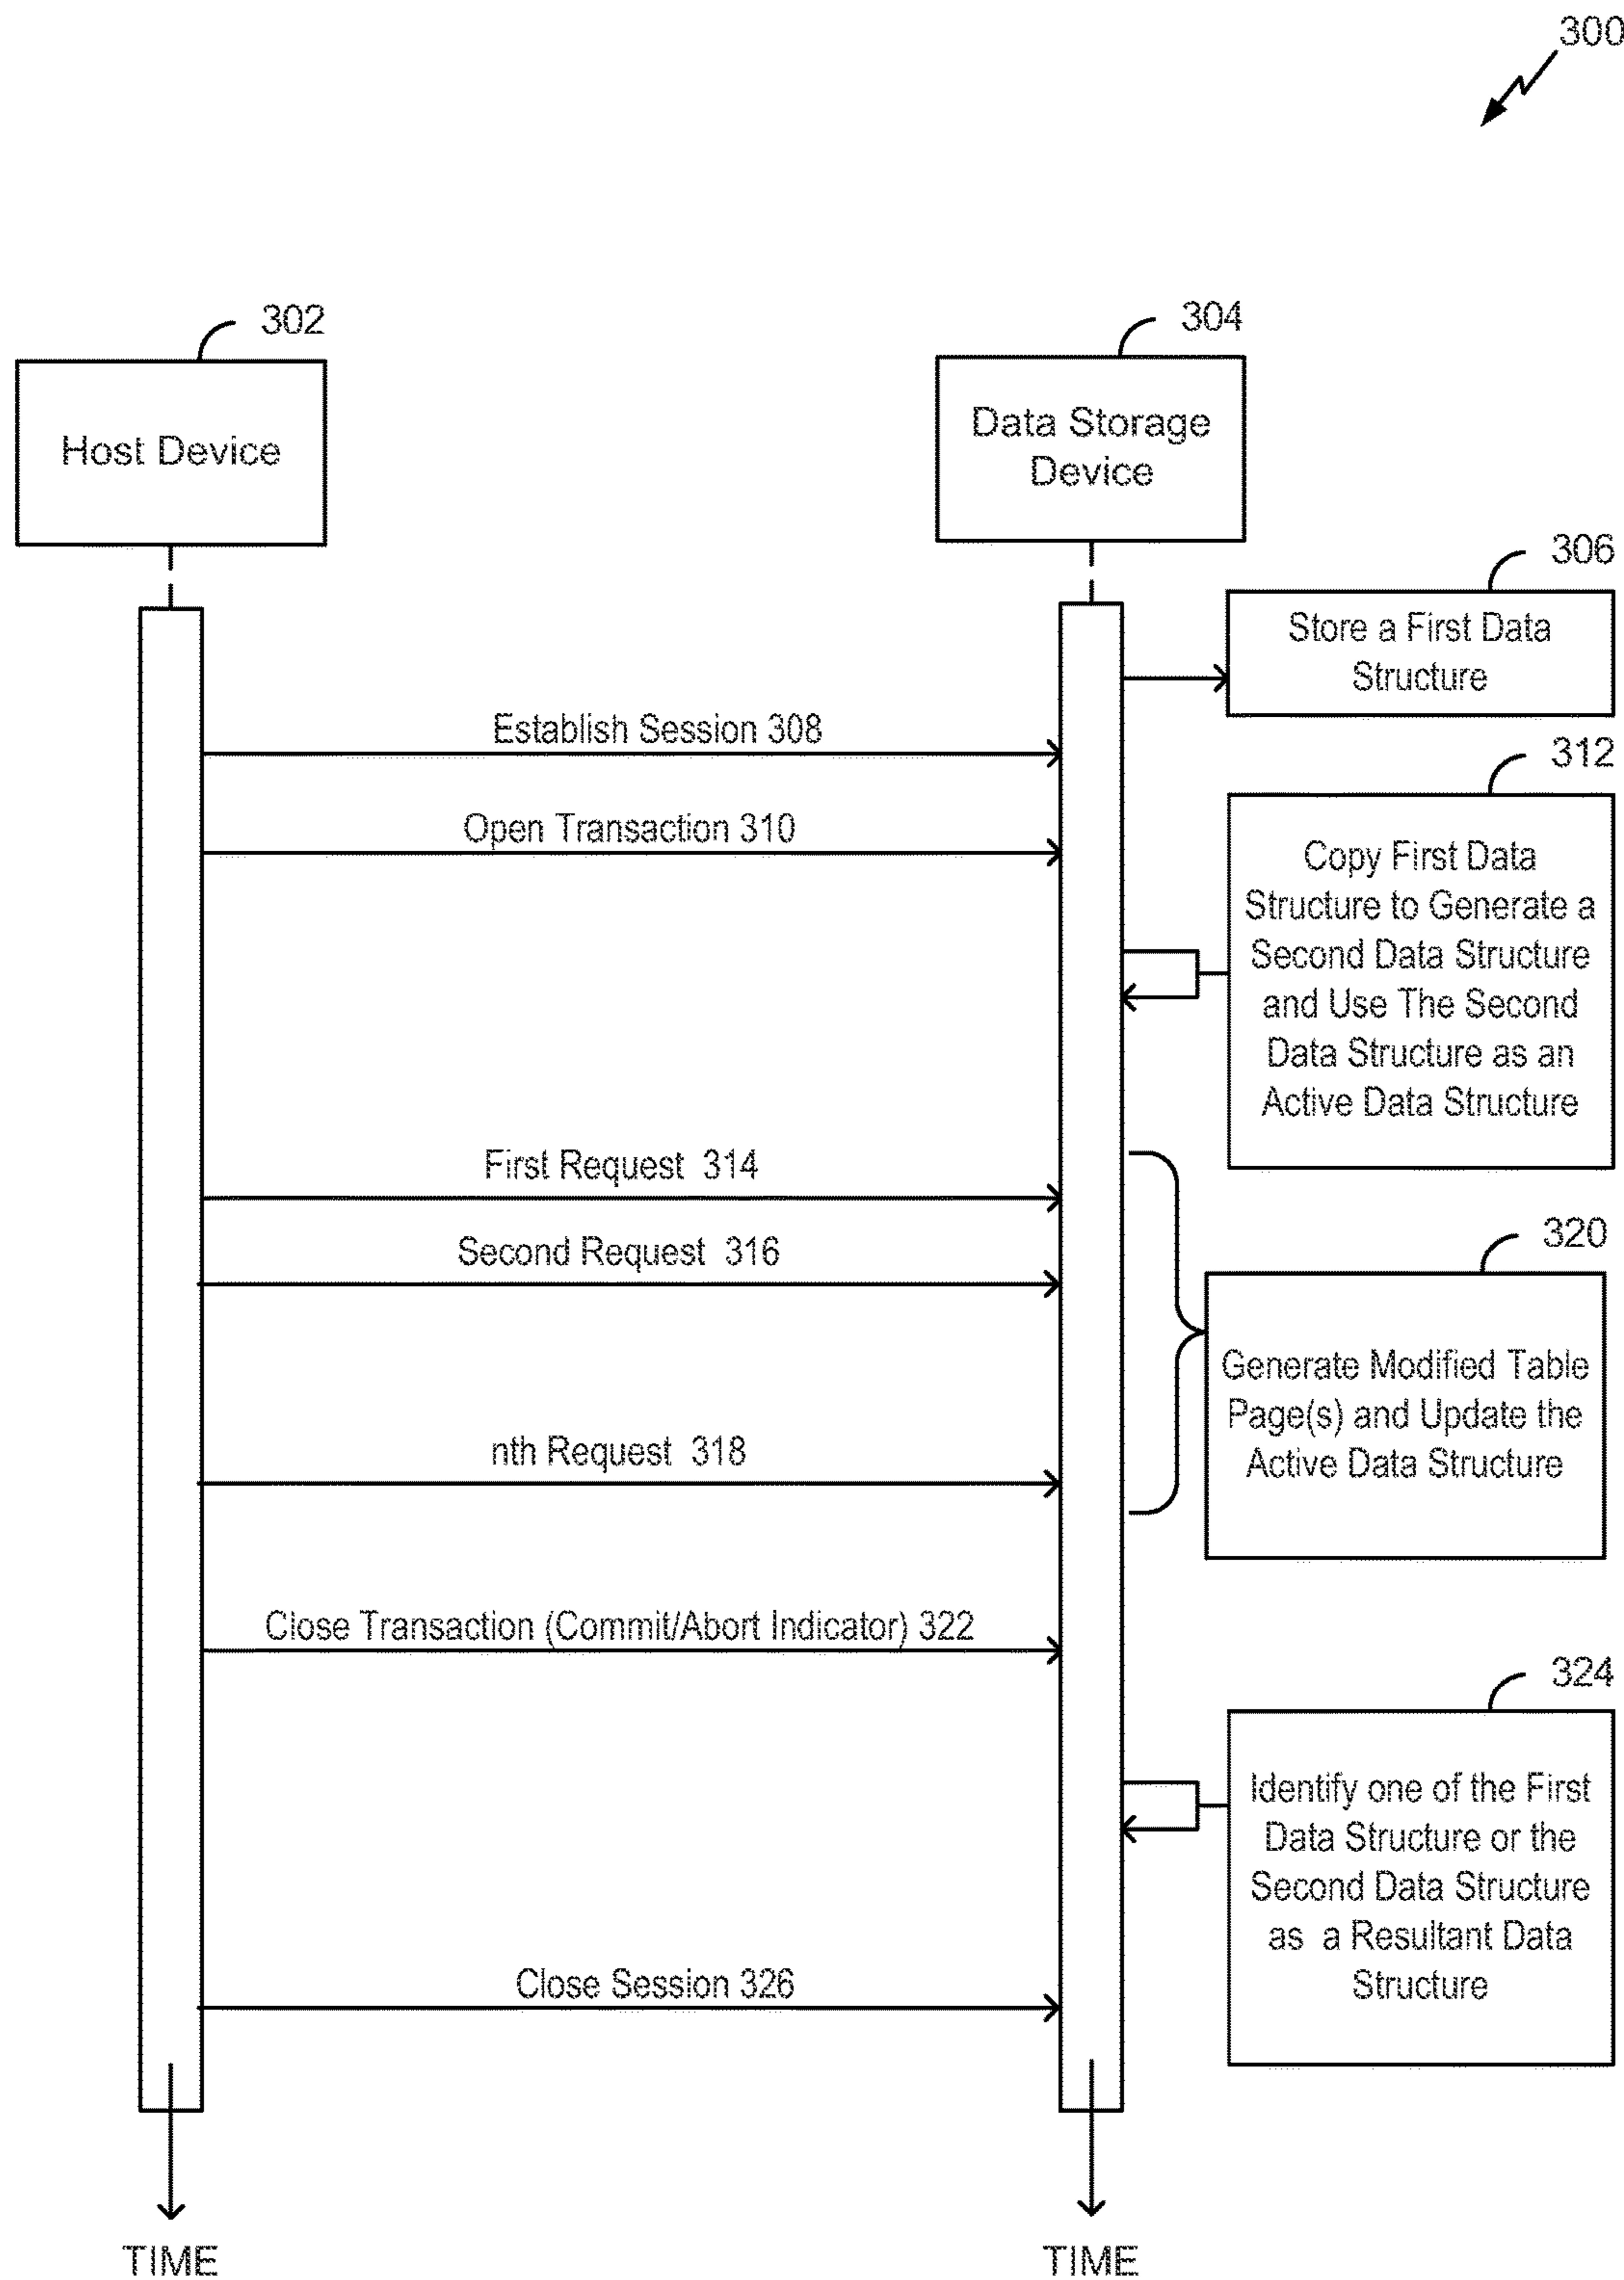 300
302
304
Host Device
Data Storage
Device
306
Store a First Data
Structure
Establish Session 308
312
Open Transaction 310
Copy First Data
Structure to Generate a
Second Data Structure
and Use The Second
Data Structure as an
Active Data Structure
First Request 314
Second Request 316
320
Generate Modified Table
Page(s) and Update the
Active Data Structure
nth Request 318
Close Transaction (Commit/Abort Indicator) 322
324
Identify one of the First
Data Structure or the
Second Data Structure
as a Resultant Data
Structure
Close Session 326
TIME
TIME